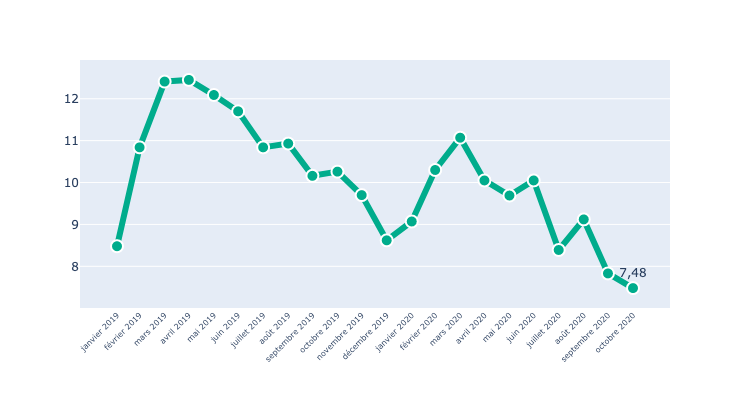 12
11
10
9
8
7,48
janvier 2019
février 2019
mars 2019
avril 2019
mai 2019
juin 2019
juillet 2019
août 2019
septembre 2019
octobre 2019
novembre 2019
décembre 2019
janvier 2020
février 2020
mars 2020
avril 2020
mai 2020
juin 2020
juillet 2020
août 2020
septembre 2020
octobre 2020